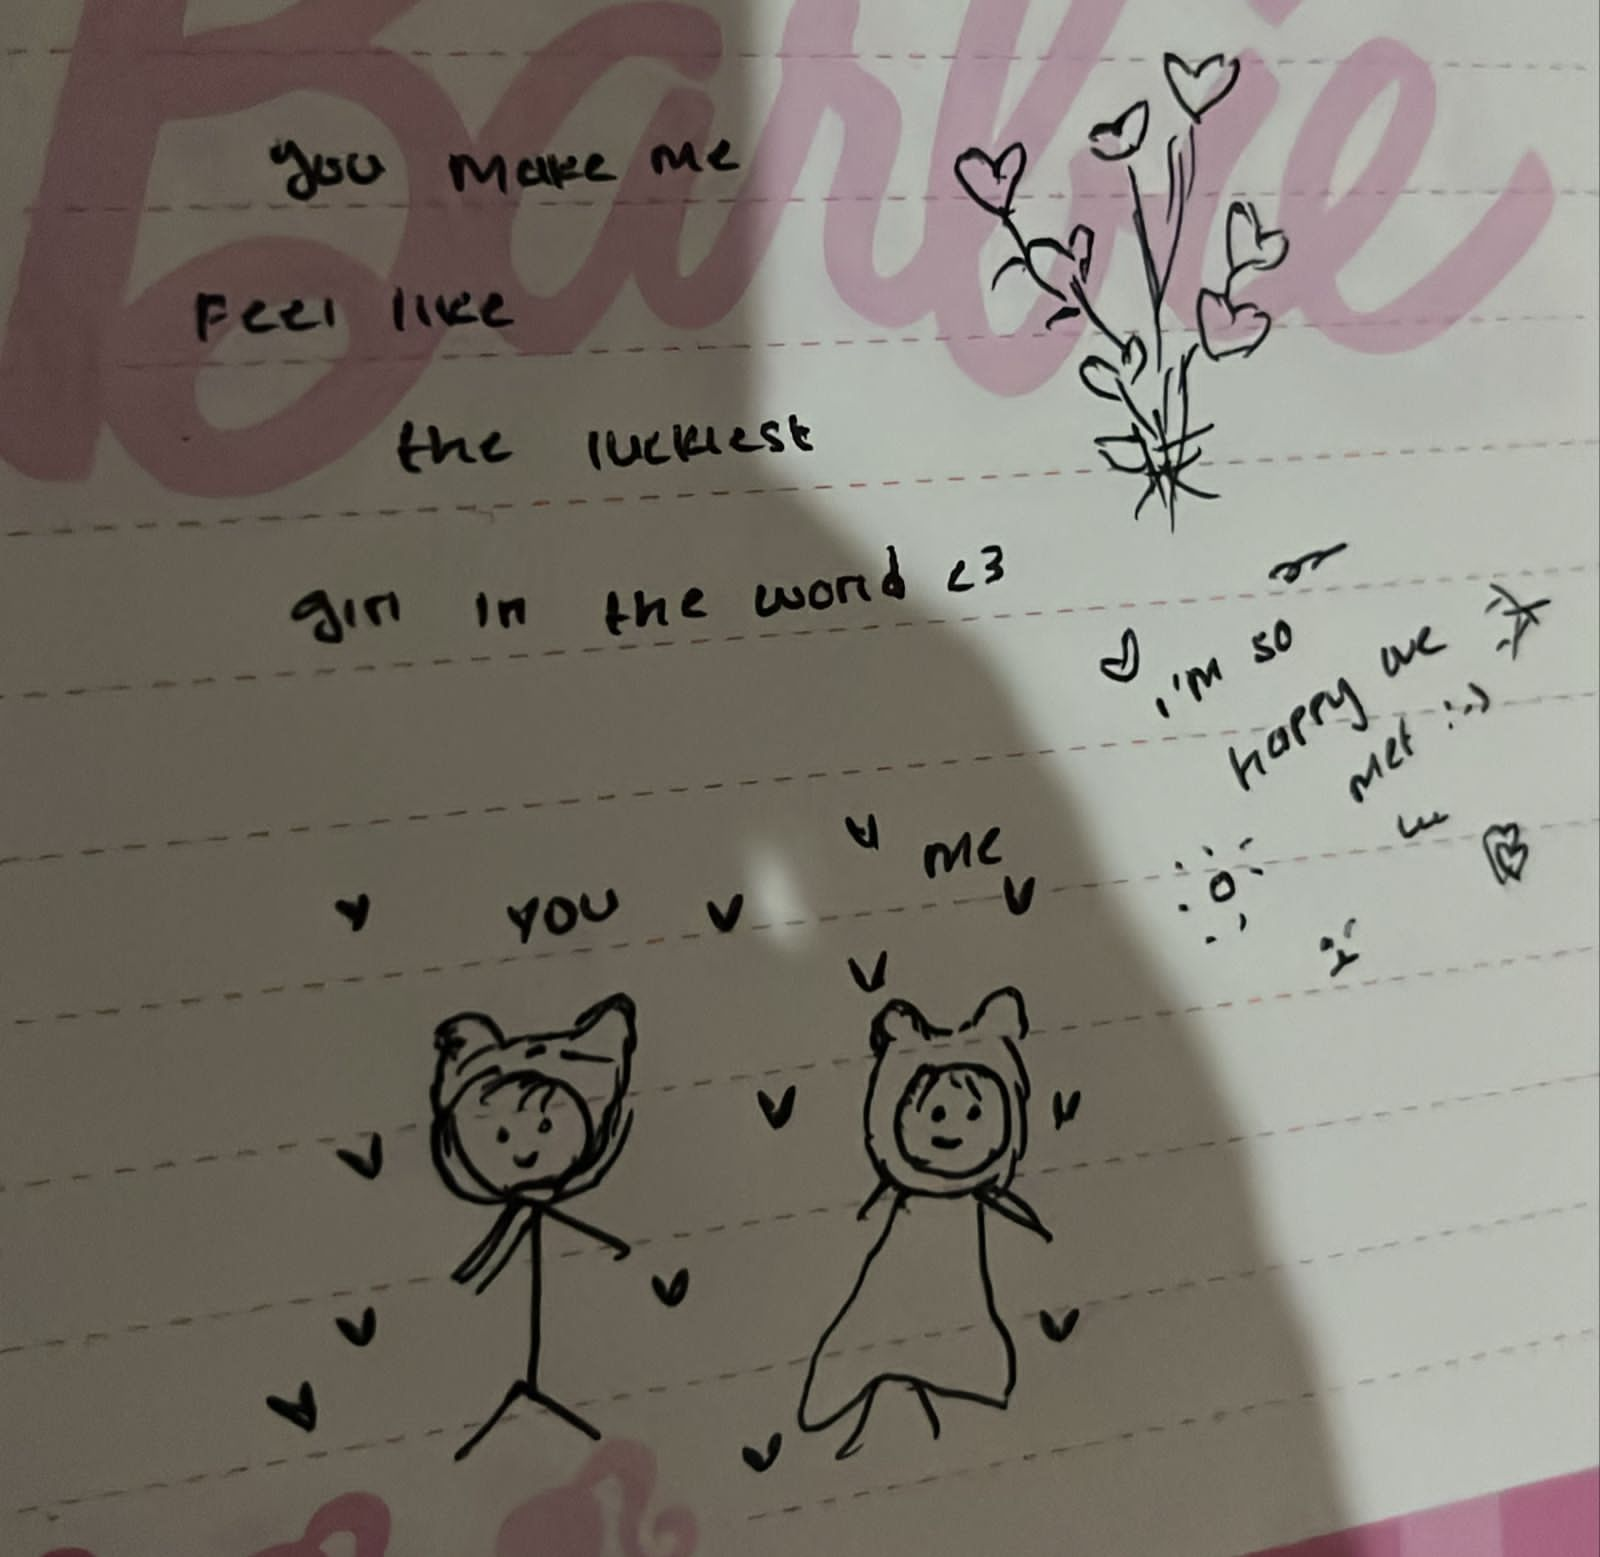 Barbie
you make me
Feel like
the luckiest
girl in the world <3
i'm so
happy we
met :-)
YOU
me